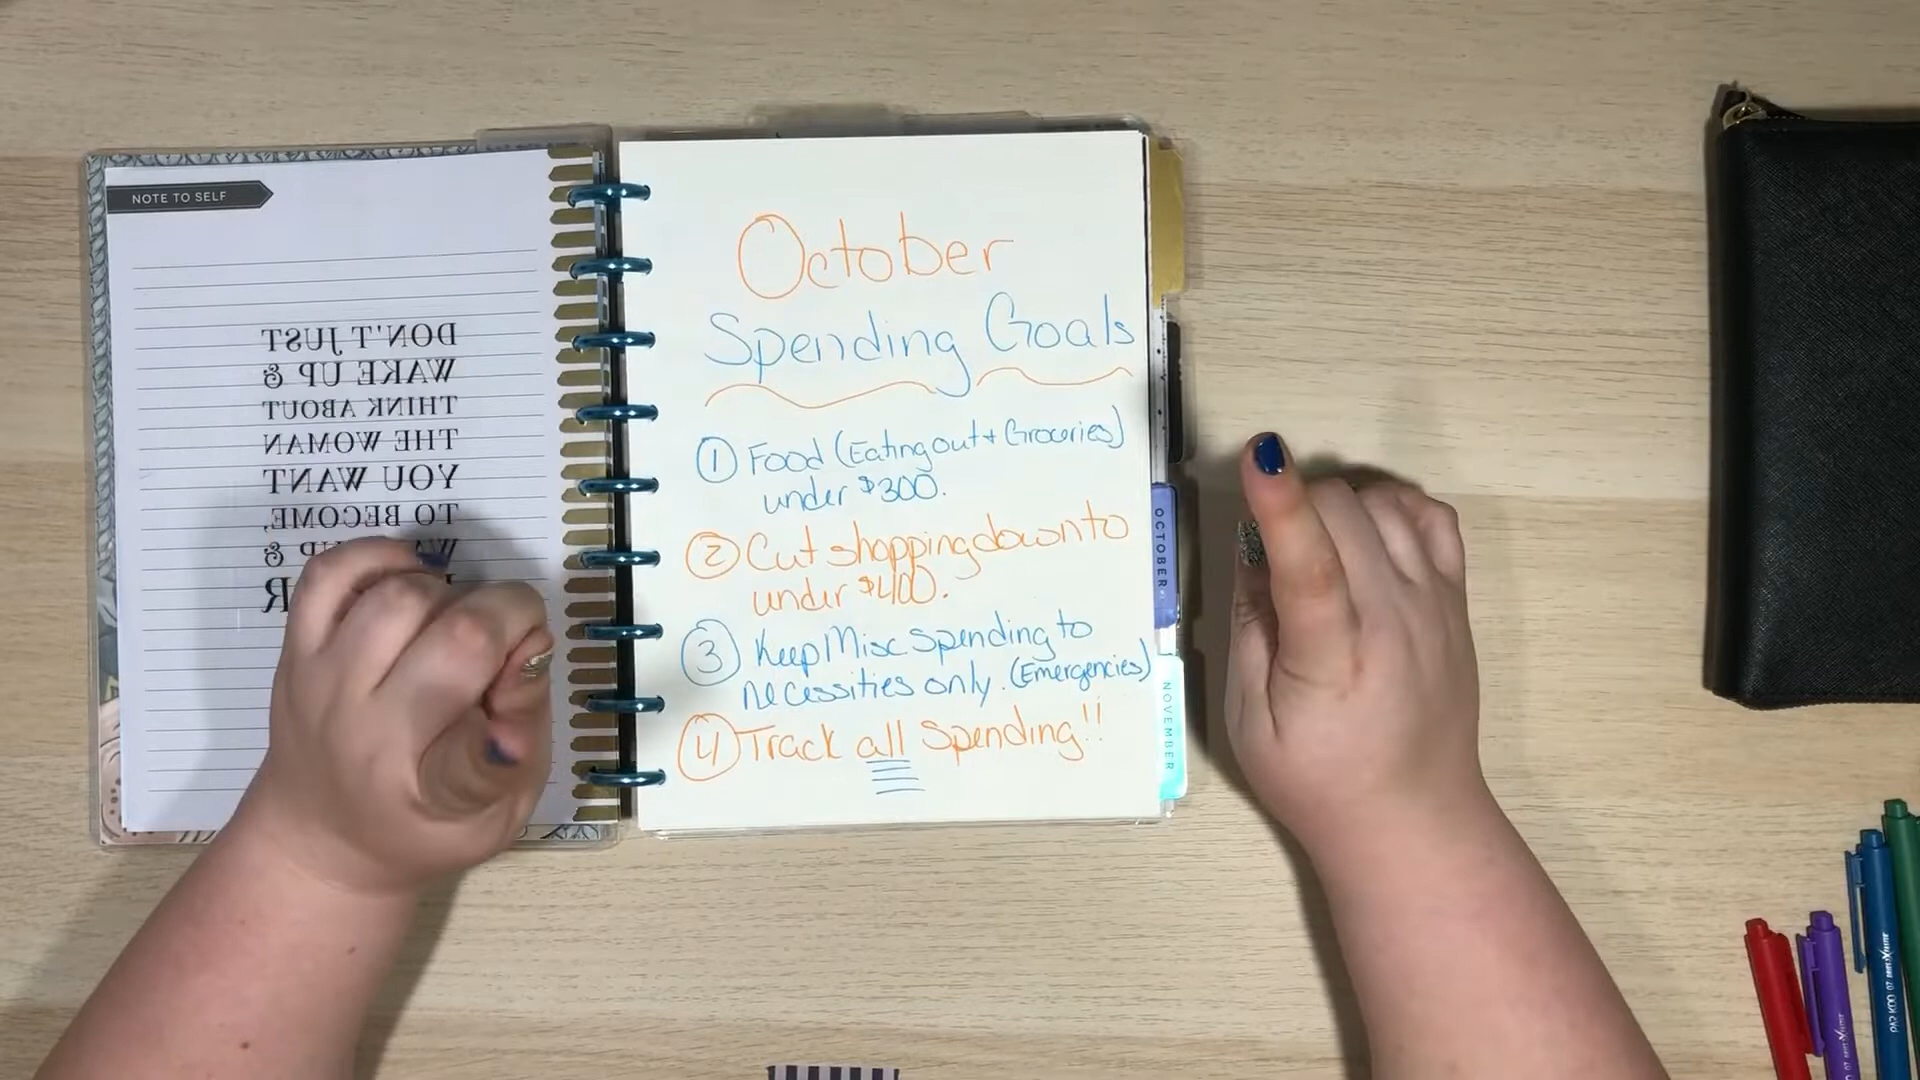 NOTE TO SELF
DON'T JUST
WAKE UP &
THINK ABOUT
THE WOMAN
YOU WANT
TO BECOME,
&
R
October
Spending Goals
① Food (Eating out + Groceries)
under $300.
② Cut shopping down to
under $400.
③ Keep Misc Spending to
necessities only. (Emergencies)
④ Track all Spending!!
OCTOBER
NOVEMBER